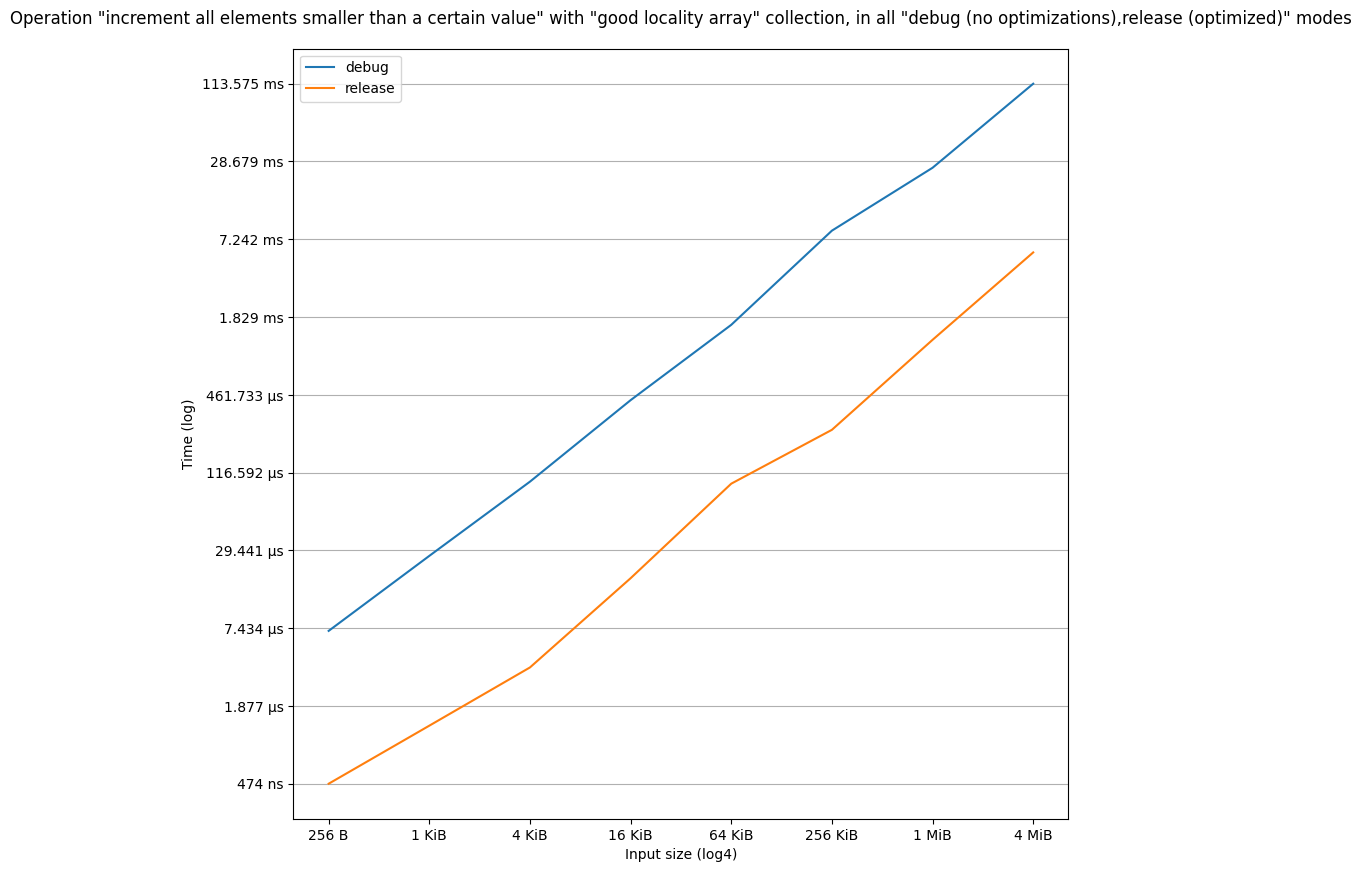 Operation "increment all elements smaller than a certain value" with "good locality array" collection, in all "debug (no optimizations),release (optimized)" modes
debug
release
113.575 ms
28.679 ms
7.242 ms
1.829 ms
461.733 µs
116.592 µs
29.441 µs
7.434 µs
1.877 µs
474 ns
Time (log)
256 B
1 KiB
4 KiB
16 KiB
64 KiB
256 KiB
1 MiB
4 MiB
Input size (log4)